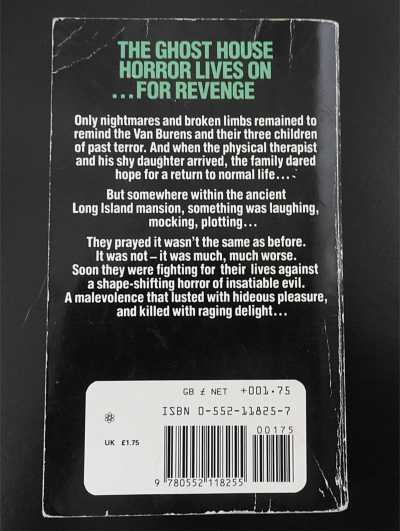 THE GHOST HOUSE
HORROR LIVES ON
...FOR REVENGE
Only nightmares and broken limbs remained to
remind the Van Burens and their three children
of past terror. And when the physical therapist
and his shy daughter arrived, the family dared
hope for a return to normal life....
But somewhere within the ancient
Long Island mansion, something was laughing,
mocking, plotting...
They prayed it wasn't the same as before.
It was not – it was much, much worse.
Soon they were fighting for their lives against
a shape-shifting horror of insatiable evil.
A malevolence that lusted with hideous pleasure,
and killed with raging delight...
GB £ NET +001.75
ISBN 0-552-11825-7
00175
UK £1.75
9 780552 118255